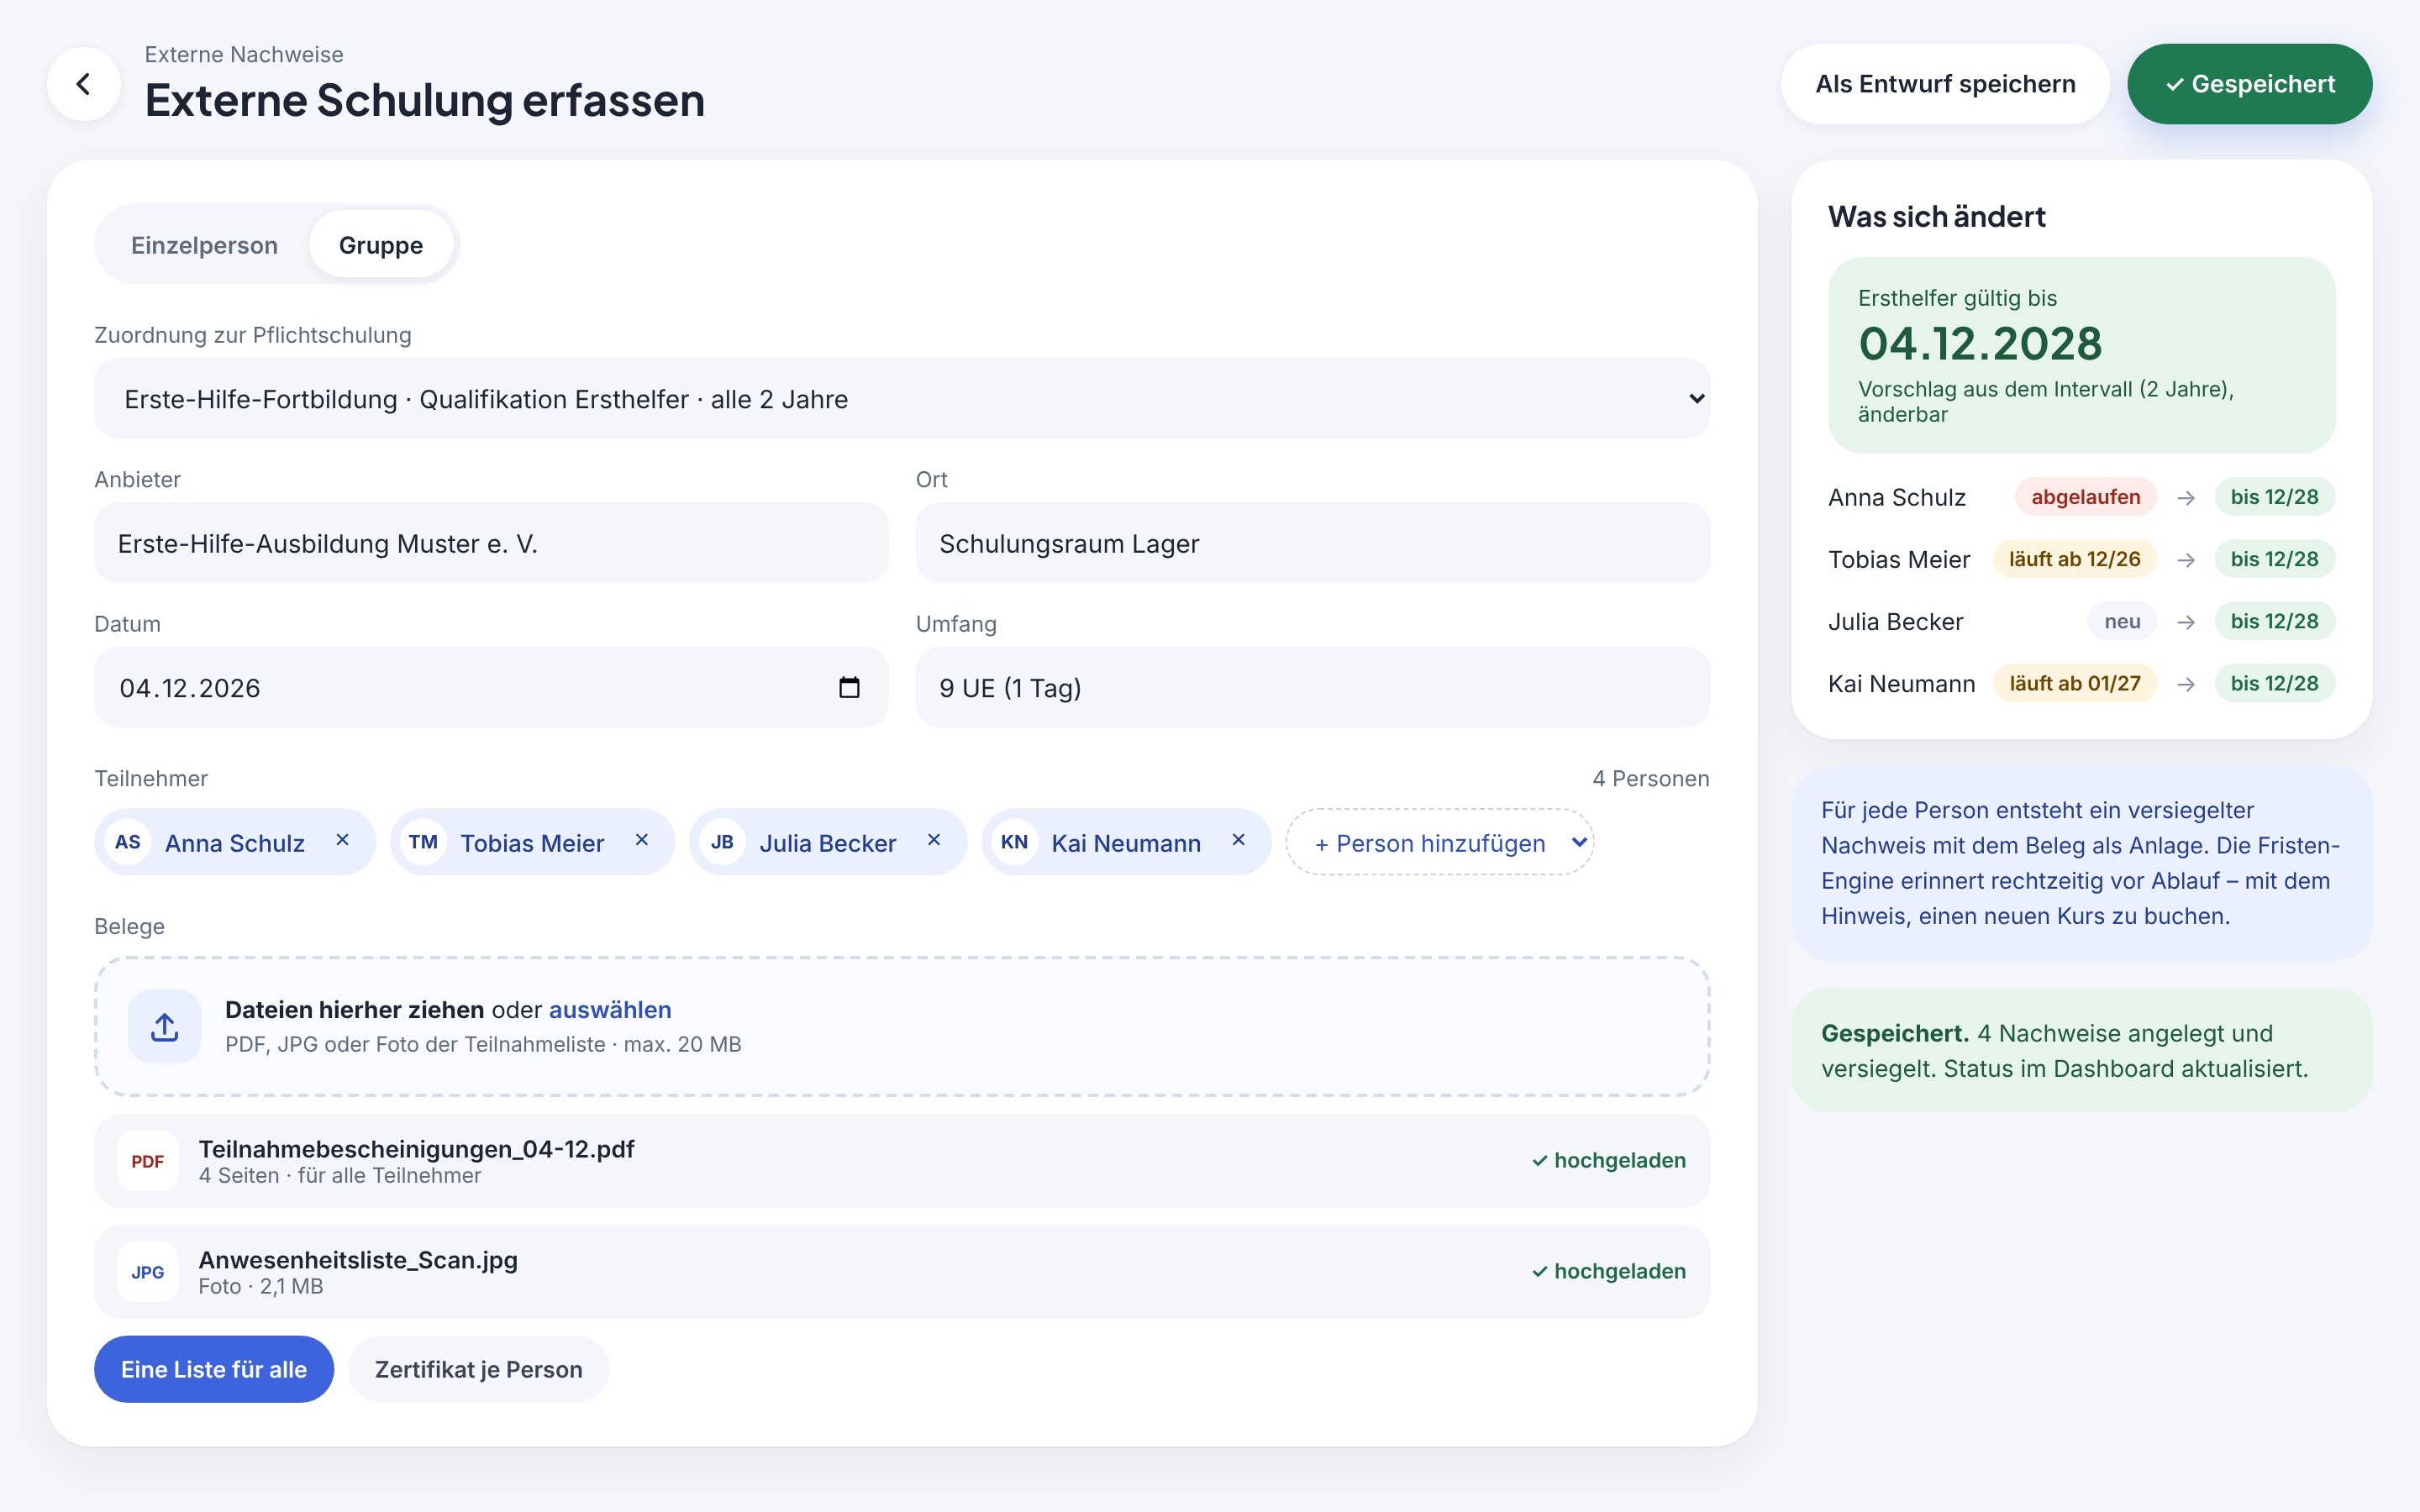 Externe Nachweise
Externe Schulung erfassen
Als Entwurf speichern
✓ Gespeichert
Einzelperson
Gruppe
Zuordnung zur Pflichtschulung
Erste-Hilfe-Fortbildung · Qualifikation Ersthelfer · alle 2 Jahre
Anbieter
Ort
Erste-Hilfe-Ausbildung Muster e. V.
Schulungsraum Lager
Datum
Umfang
04.12.2026
9 UE (1 Tag)
Teilnehmer
4 Personen
AS Anna Schulz ×
TM Tobias Meier ×
JB Julia Becker ×
KN Kai Neumann ×
+ Person hinzufügen
Belege
Dateien hierher ziehen oder auswählen
PDF, JPG oder Foto der Teilnahmeliste · max. 20 MB
PDF
Teilnahmebescheinigungen_04-12.pdf
4 Seiten · für alle Teilnehmer
✓ hochgeladen
JPG
Anwesenheitsliste_Scan.jpg
Foto · 2,1 MB
✓ hochgeladen
Eine Liste für alle
Zertifikat je Person
Was sich ändert
Ersthelfer gültig bis
04.12.2028
Vorschlag aus dem Intervall (2 Jahre),
änderbar
Anna Schulz abgelaufen → bis 12/28
Tobias Meier läuft ab 12/26 → bis 12/28
Julia Becker neu → bis 12/28
Kai Neumann läuft ab 01/27 → bis 12/28
Für jede Person entsteht ein versiegelter
Nachweis mit dem Beleg als Anlage. Die Fristen-
Engine erinnert rechtzeitig vor Ablauf – mit dem
Hinweis, einen neuen Kurs zu buchen.
Gespeichert. 4 Nachweise angelegt und
versiegelt. Status im Dashboard aktualisiert.